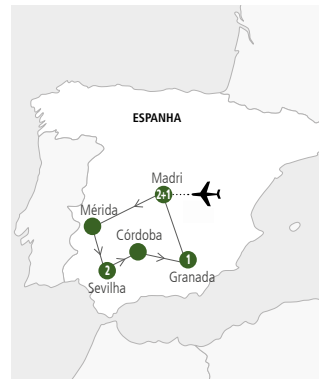 ESPANHA
Madri
2+1
Mérida
Córdoba
2
1
Sevilha
Granada